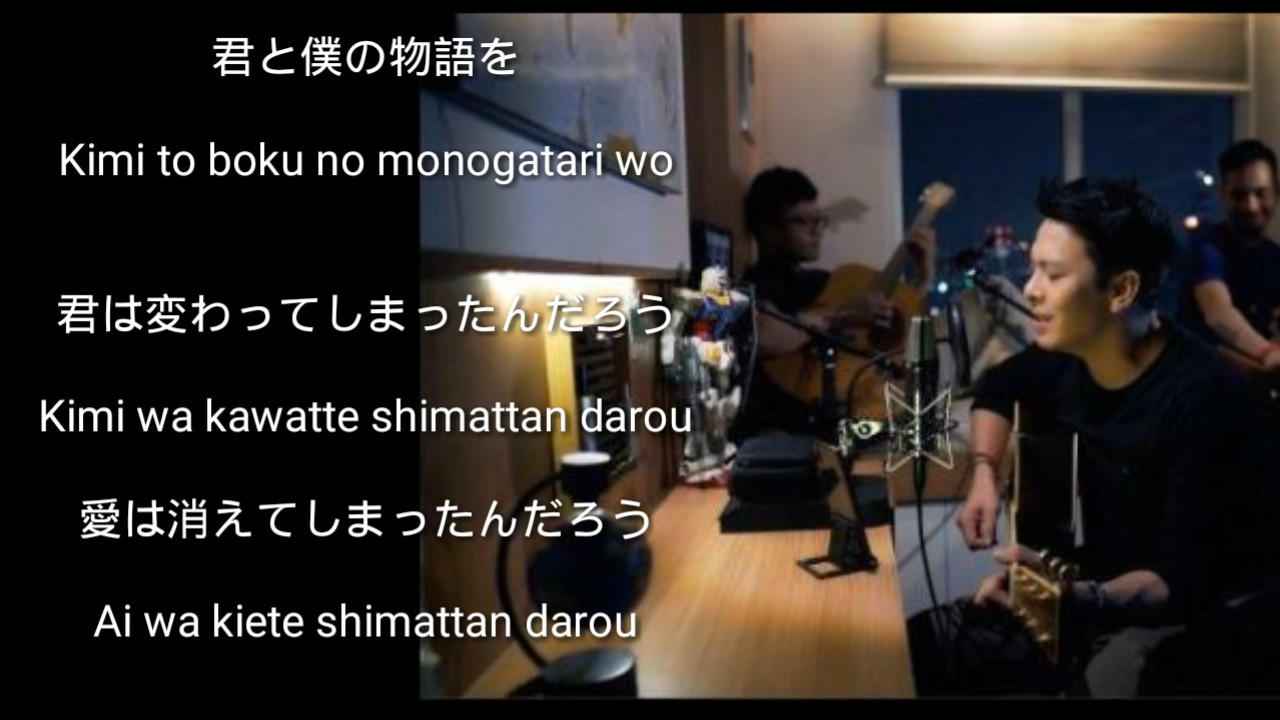 君と僕の物語を
Kimi to boku no monogatari wo
君は変わってしまったんだろう
Kimi wa kawatte shimattan darou
愛は消えてしまったんだろう
Ai wa kiete shimattan darou